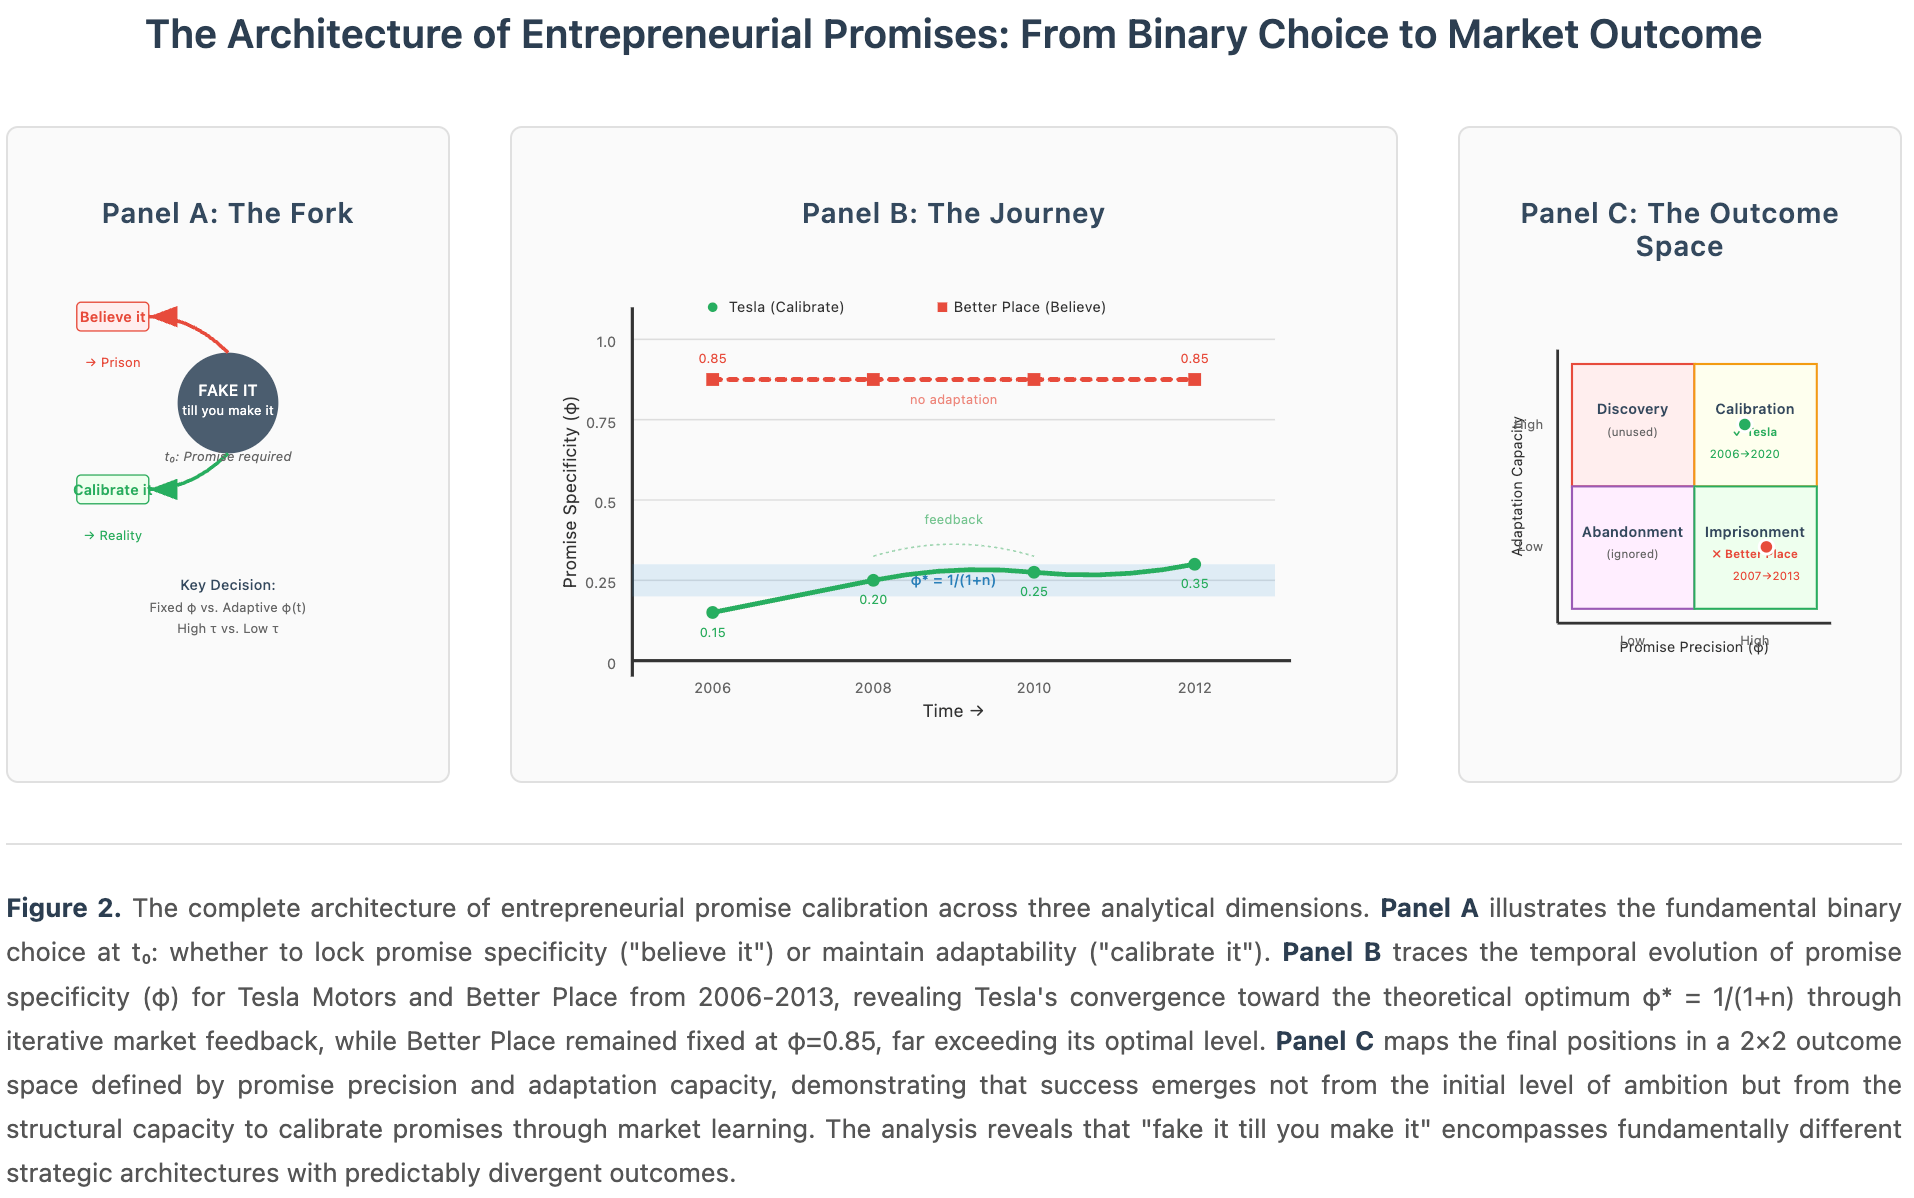 The Architecture of Entrepreneurial Promises: From Binary Choice to Market Outcome
Panel A: The Fork
Believe it
→ Prison
FAKE IT
till you make it
t₀: Promise required
Calibrate it
→ Reality
Key Decision:
Fixed ϕ vs. Adaptive ϕ(t)
High τ vs. Low τ
Panel B: The Journey
Tesla (Calibrate)
Better Place (Believe)
Promise Specificity (ϕ)
1.0
0.75
0.5
0.25
0
0.85
0.85
no adaptation
feedback
ϕ* = 1/(1+n)
0.15
0.20
0.25
0.35
2006
2008
2010
2012
Time →
Panel C: The Outcome
Space
Adaptation Capacity
High
Low
Discovery
(unused)
Calibration
✓ Tesla
2006→2020
Abandonment
(ignored)
Imprisonment
✕ Better Place
2007→2013
Low
High
Promise Precision (ϕ)
Figure 2. The complete architecture of entrepreneurial promise calibration across three analytical dimensions. Panel A illustrates the fundamental binary
choice at t₀: whether to lock promise specificity ("believe it") or maintain adaptability ("calibrate it"). Panel B traces the temporal evolution of promise
specificity (ϕ) for Tesla Motors and Better Place from 2006-2013, revealing Tesla's convergence toward the theoretical optimum ϕ* = 1/(1+n) through
iterative market feedback, while Better Place remained fixed at ϕ=0.85, far exceeding its optimal level. Panel C maps the final positions in a 2×2 outcome
space defined by promise precision and adaptation capacity, demonstrating that success emerges not from the initial level of ambition but from the
structural capacity to calibrate promises through market learning. The analysis reveals that "fake it till you make it" encompasses fundamentally different
strategic architectures with predictably divergent outcomes.